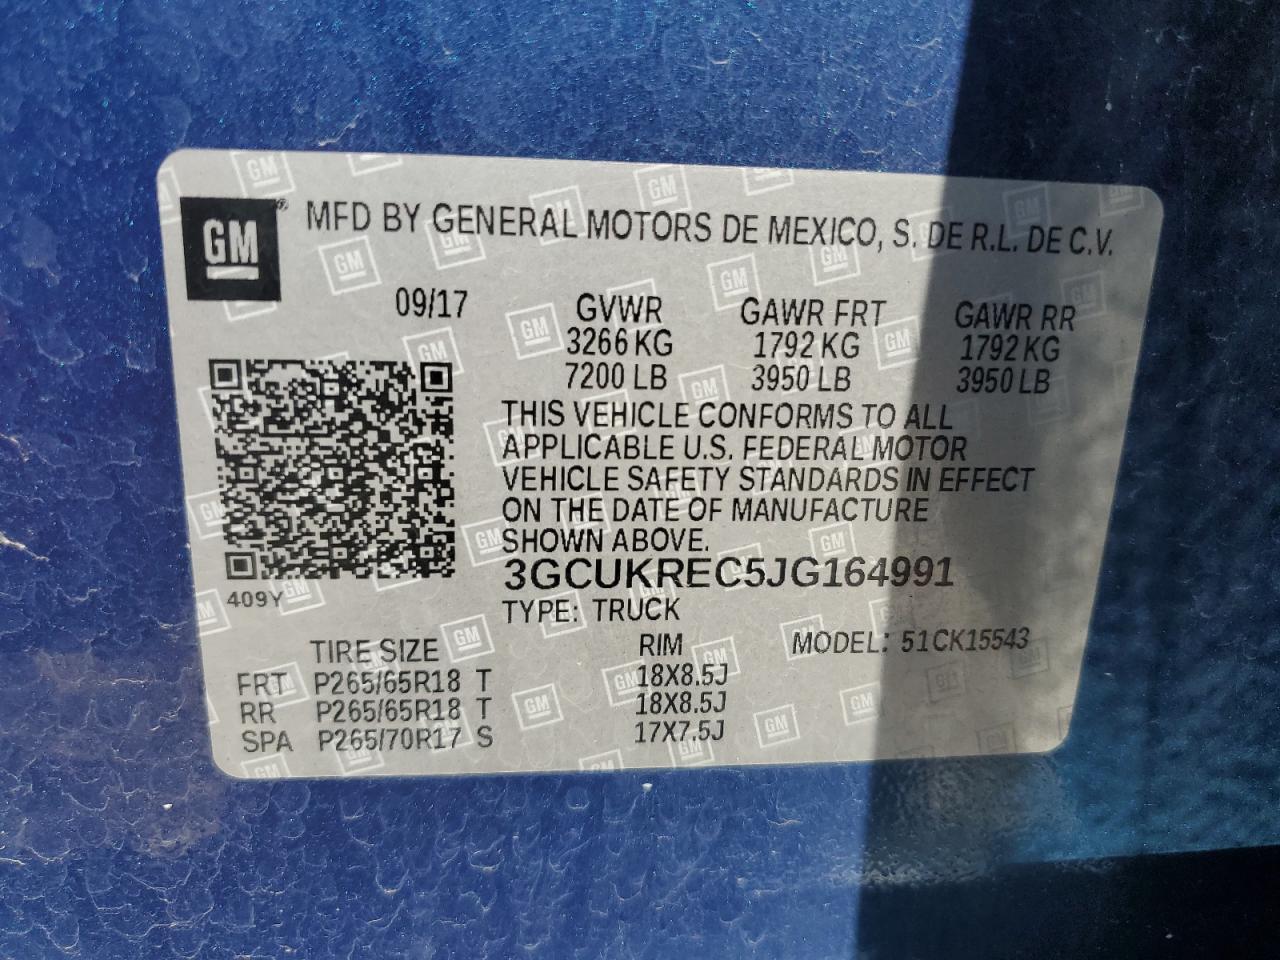 GM® MFD BY GENERAL MOTORS DE MEXICO, S. DE R.L. DE C.V.
09/17 GVWR GAWR FRT GAWR RR
3266 KG 1792 KG 1792 KG
7200 LB 3950 LB 3950 LB
THIS VEHICLE CONFORMS TO ALL
APPLICABLE U.S. FEDERAL MOTOR
VEHICLE SAFETY STANDARDS IN EFFECT
ON THE DATE OF MANUFACTURE
SHOWN ABOVE.
3GCUKREC5JG164991
409Y TYPE: TRUCK
TIRE SIZE RIM MODEL: 51CK15543
FRT P265/65R18 T 18X8.5J
RR P265/65R18 T 18X8.5J
SPA P265/70R17 S 17X7.5J